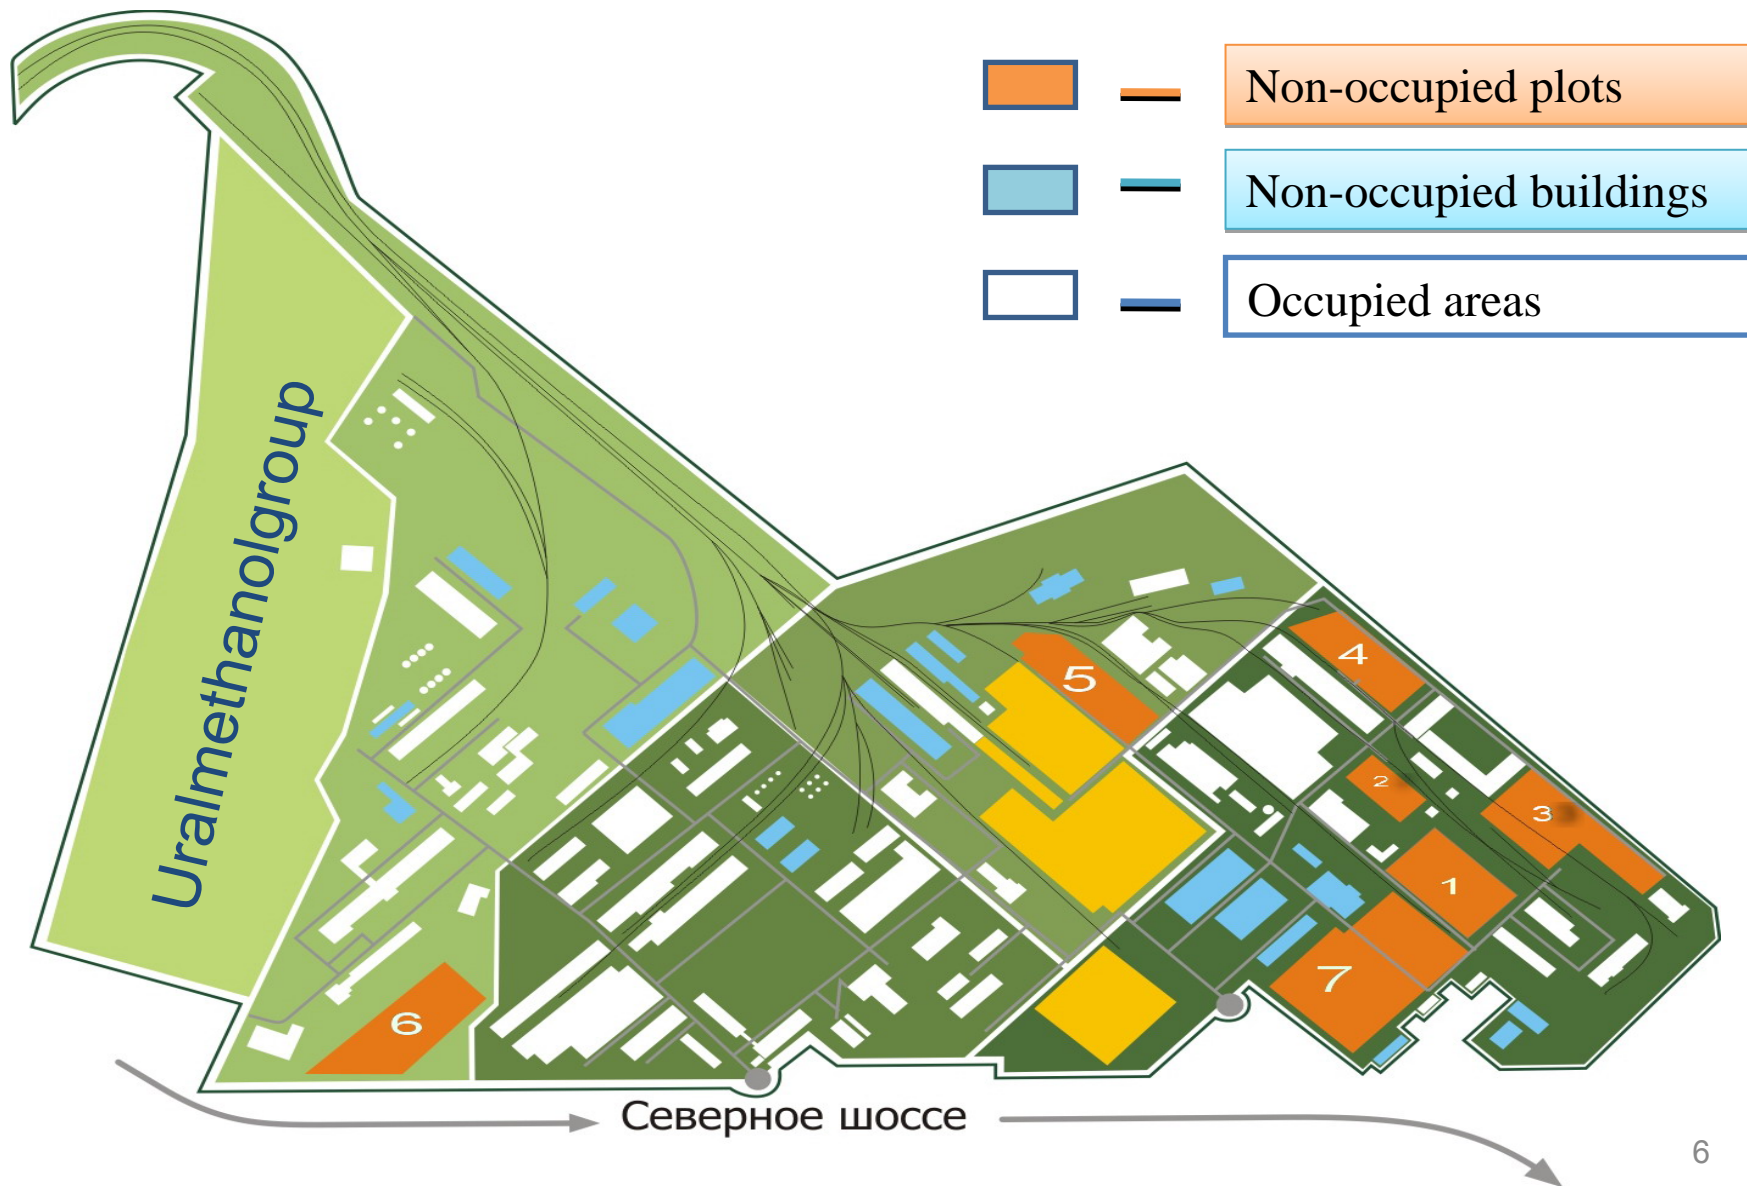 Non-occupied plots
Non-occupied buildings
Occupied areas
Uralmethanolgroup
4
5
2
3
1
7
6
Северное шоссе
6